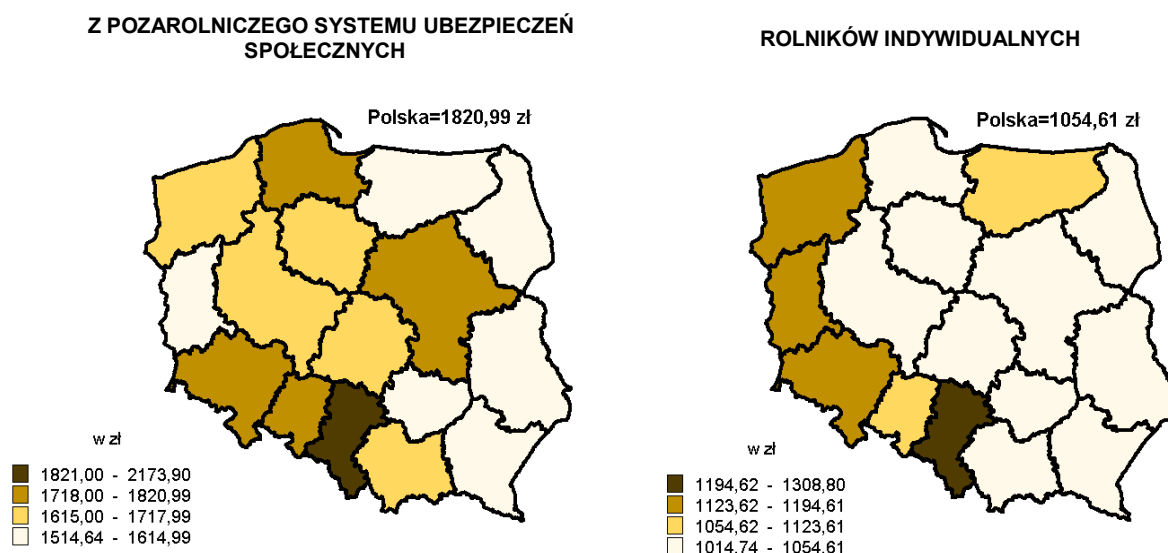 Z POZAROLNICZEGO SYSTEMU UBEZPIECZEŃ
SPOŁECZNYCH
Polska=1820,99 zł
w zł
1821,00 - 2173,90
1718,00 - 1820,99
1615,00 - 1717,99
1514,64 - 1614,99
ROLNIKÓW INDYWIDUALNYCH
Polska=1054,61 zł
w zł
1194,62 - 1308,80
1123,62 - 1194,61
1054,62 - 1123,61
1014,74 - 1054,61